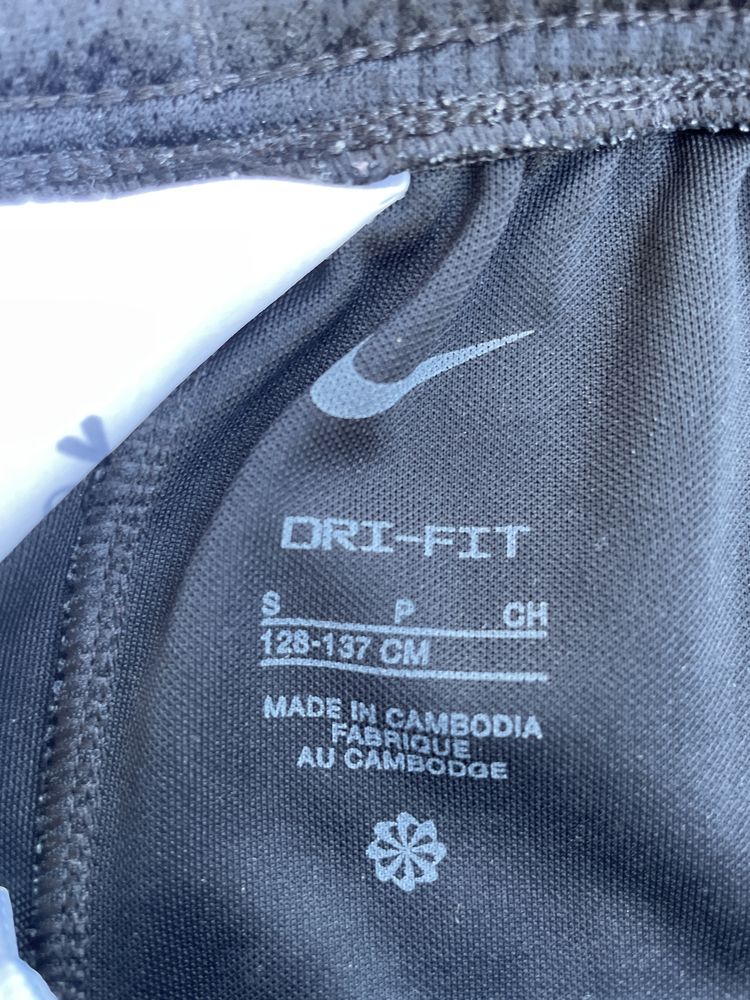 DRI-FIT
S P CH
128-137 CM
MADE IN CAMBODIA
FABRIQUE
AU CAMBODGE